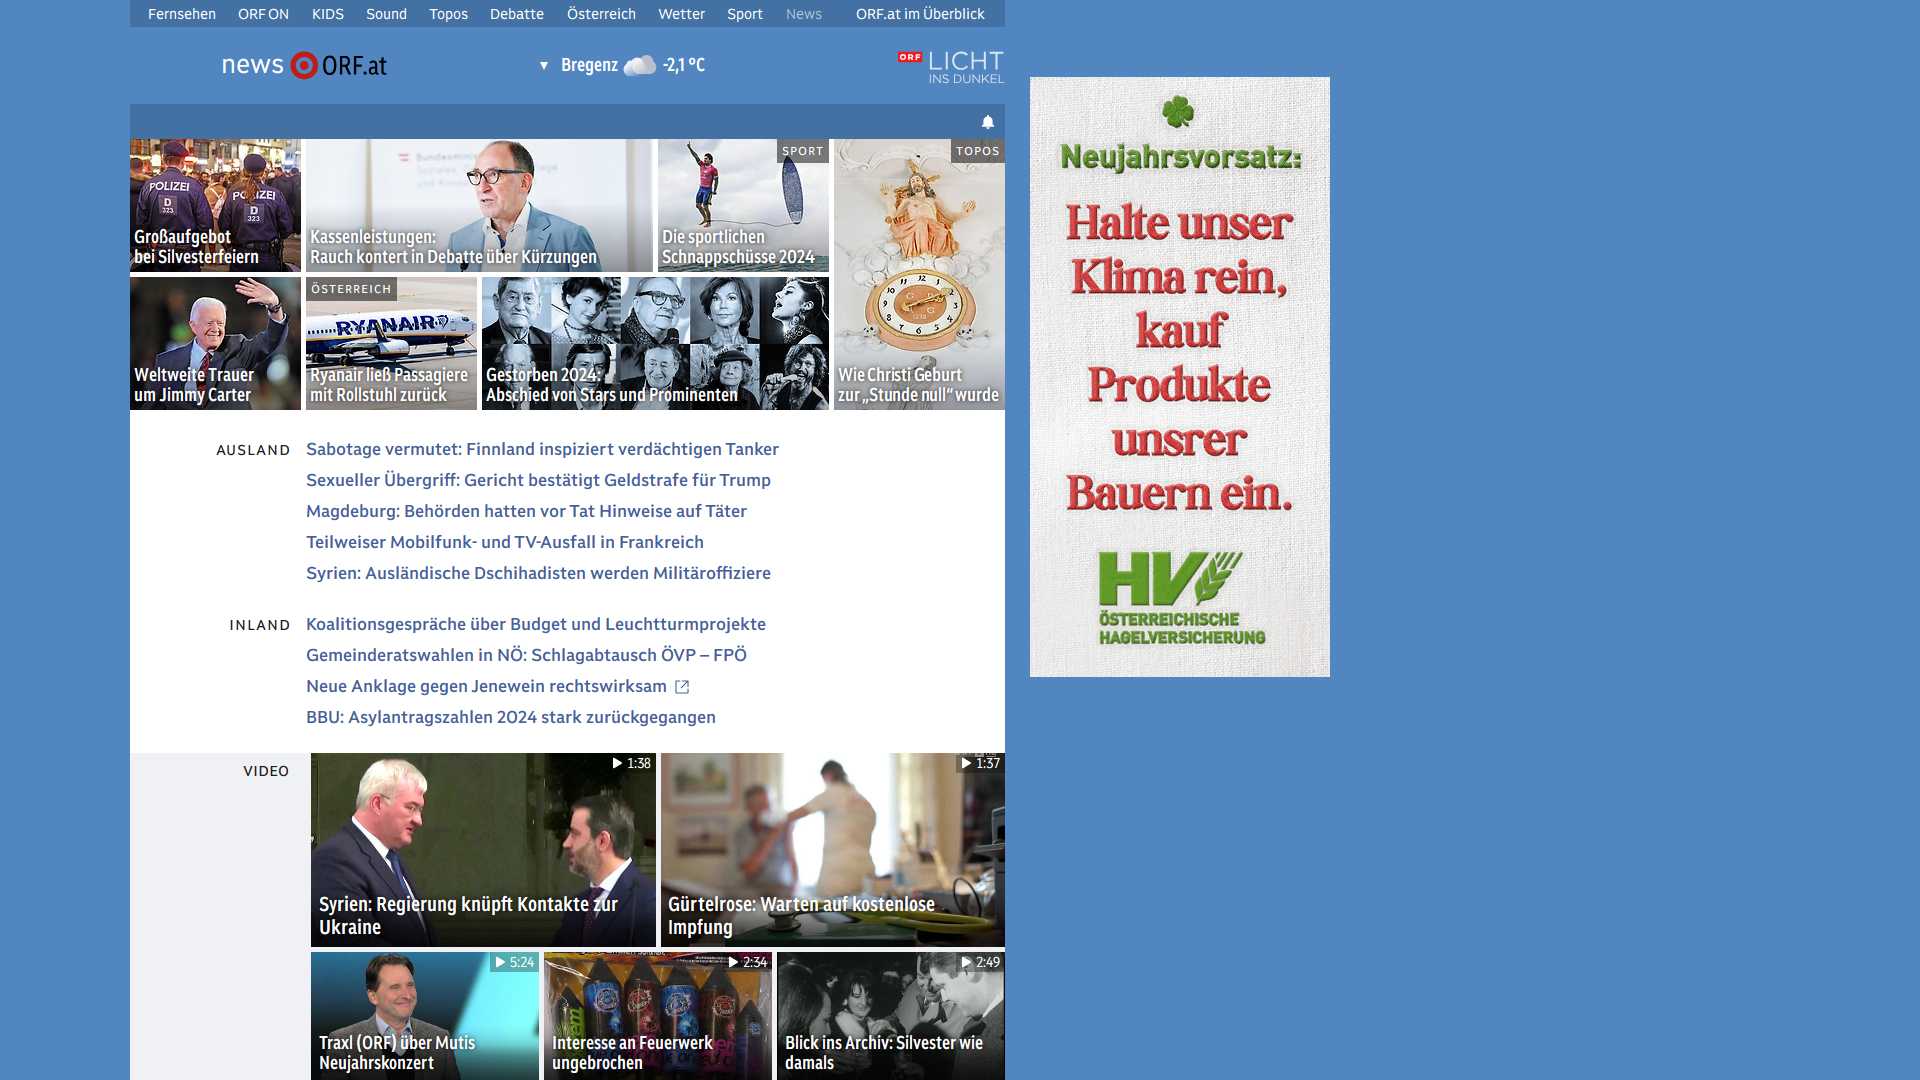 Fernsehen ORF ON KIDS Sound Topos Debatte Österreich Wetter Sport News ORF.at im Überblick
news ORF.at
▼ Bregenz -2,1 °C
ORF LICHT
INS DUNKEL
POLIZEI
D
323
POLIZEI
D
323
Großaufgebot
bei Silvesterfeiern
Kassenleistungen:
Rauch kontert in Debatte über Kürzungen
SPORT
Die sportlichen
Schnappschüsse 2024
TOPOS
Wie Christi Geburt
zur „Stunde null“ wurde
Weltweite Trauer
um Jimmy Carter
ÖSTERREICH
RYANAIR
Ryanair ließ Passagiere
mit Rollstuhl zurück
Gestorben 2024:
Abschied von Stars und Prominenten
AUSLAND
Sabotage vermutet: Finnland inspiziert verdächtigen Tanker
Sexueller Übergriff: Gericht bestätigt Geldstrafe für Trump
Magdeburg: Behörden hatten vor Tat Hinweise auf Täter
Teilweiser Mobilfunk- und TV-Ausfall in Frankreich
Syrien: Ausländische Dschihadisten werden Militäroffiziere
INLAND
Koalitionsgespräche über Budget und Leuchtturmprojekte
Gemeinderatswahlen in NÖ: Schlagabtausch ÖVP – FPÖ
Neue Anklage gegen Jenewein rechtswirksam
BBU: Asylantragszahlen 2024 stark zurückgegangen
VIDEO
1:38
Syrien: Regierung knüpft Kontakte zur
Ukraine
1:37
Gürtelrose: Warten auf kostenlose
Impfung
5:24
Traxl (ORF) über Mutis
Neujahrskonzert
2:34
Interesse an Feuerwerk
ungebrochen
2:49
Blick ins Archiv: Silvester wie
damals
Neujahrsvorsatz:
Halte unser
Klima rein,
kauf
Produkte
unsrer
Bauern ein.
HV
ÖSTERREICHISCHE
HAGELVERSICHERUNG